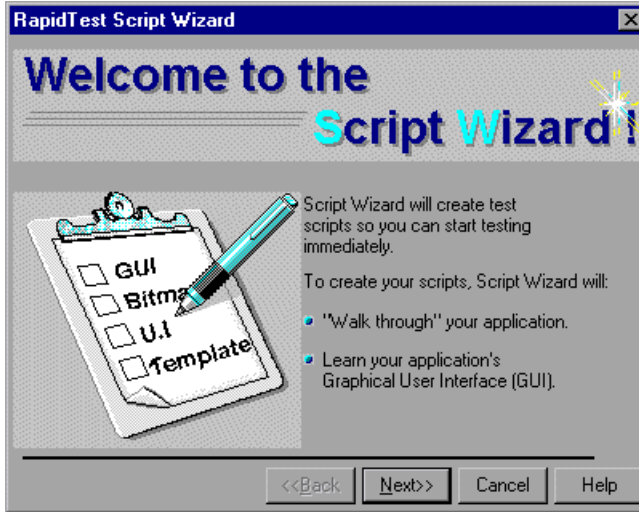 RapidTest Script Wizard
Welcome to the
Script Wizard !
Script Wizard will create test
scripts so you can start testing
immediately.
To create your scripts, Script Wizard will:
"Walk through" your application.
Learn your application's
Graphical User Interface (GUI).
GUI
Bitma
U.I
Template
<<Back
Next>>
Cancel
Help